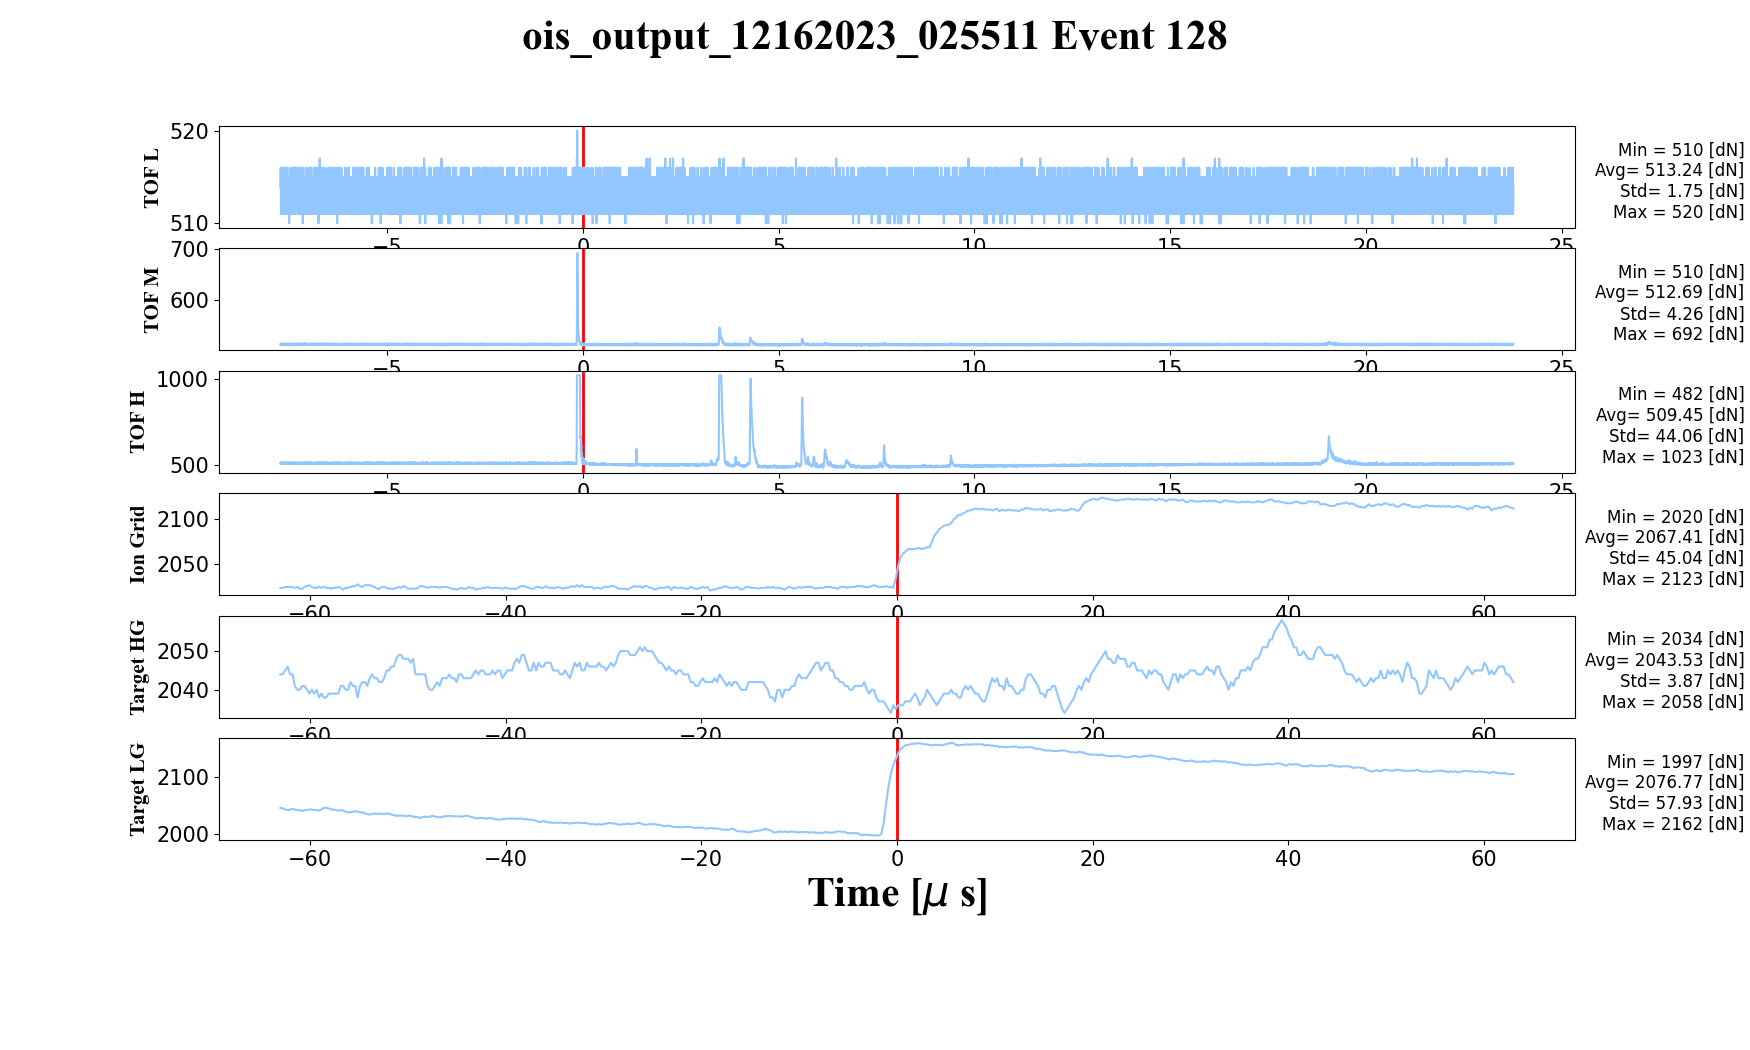 ois_output_12162023_025511 Event 128
520
510
TOF L
Min = 510 [dN]
Avg= 513.24 [dN]
Std= 1.75 [dN]
Max = 520 [dN]
−5 0 5 10 15 20 25
700
600
TOF M
Min = 510 [dN]
Avg= 512.69 [dN]
Std= 4.26 [dN]
Max = 692 [dN]
−5 0 5 10 15 20 25
1000
500
TOF H
Min = 482 [dN]
Avg= 509.45 [dN]
Std= 44.06 [dN]
Max = 1023 [dN]
−5 0 5 10 15 20 25
2100
2050
Ion Grid
Min = 2020 [dN]
Avg= 2067.41 [dN]
Std= 45.04 [dN]
Max = 2123 [dN]
−60 −40 −20 0 20 40 60
2050
2040
Target HG
Min = 2034 [dN]
Avg= 2043.53 [dN]
Std= 3.87 [dN]
Max = 2058 [dN]
−60 −40 −20 0 20 40 60
2100
2000
Target LG
Min = 1997 [dN]
Avg= 2076.77 [dN]
Std= 57.93 [dN]
Max = 2162 [dN]
−60 −40 −20 0 20 40 60
Time [μ s]